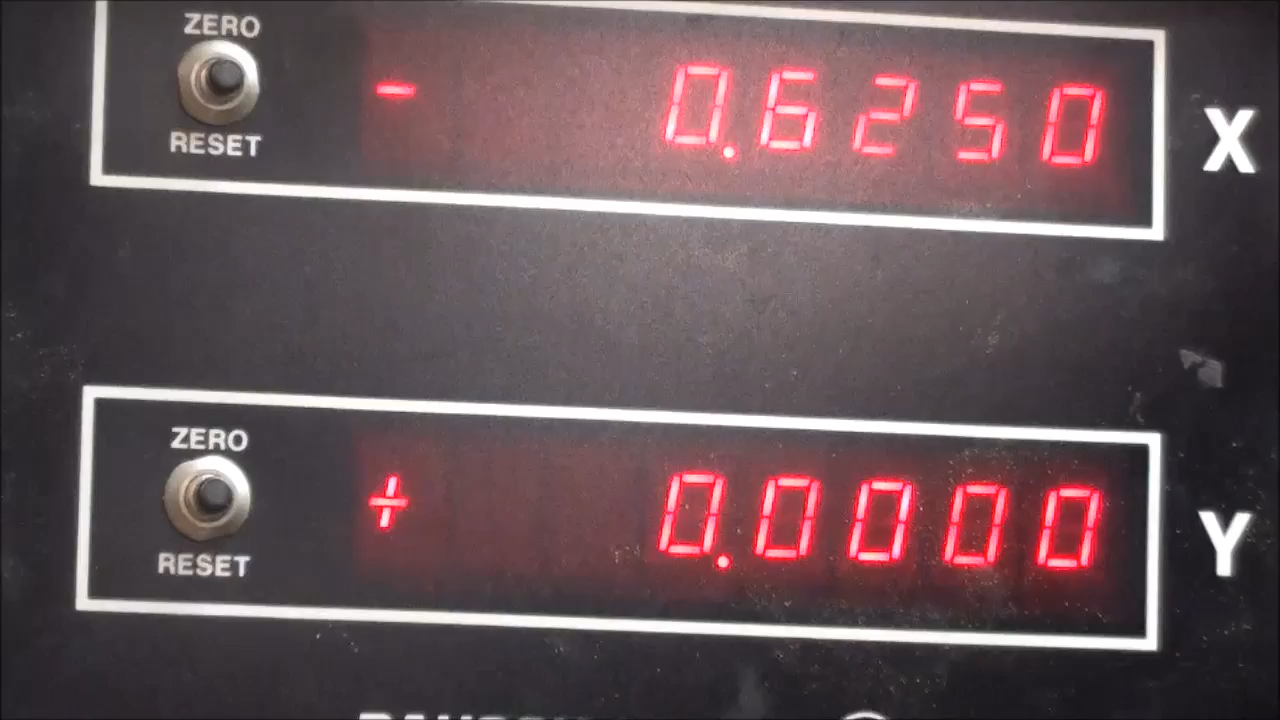 ZERO
- 0.6250
RESET
X
ZERO
+ 0.0000
RESET
Y